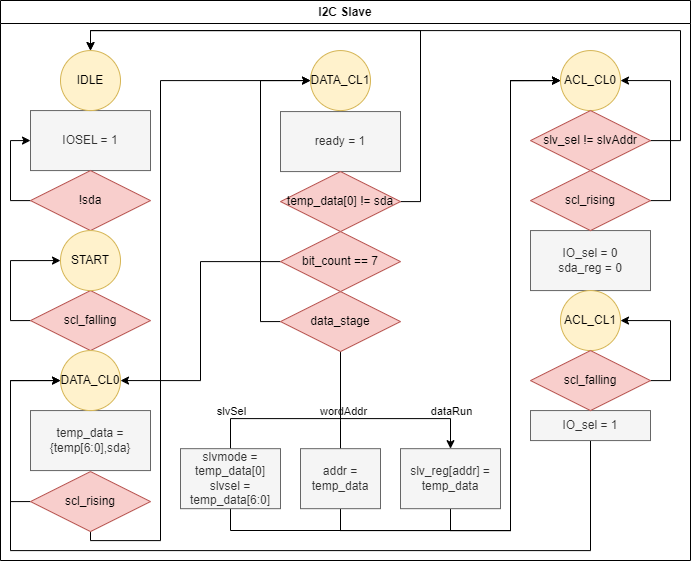 I2C Slave
IDLE
IOSEL = 1
!sda
START
scl_falling
DATA_CL0
temp_data =
{temp[6:0],sda}
scl_rising
DATA_CL1
ready = 1
temp_data[0] != sda
bit_count == 7
data_stage
slvSel
wordAddr
dataRun
slvmode =
temp_data[0]
slvsel =
temp_data[6:0]
addr =
temp_data
slv_reg[addr] =
temp_data
ACL_CL0
slv_sel != slvAddr
scl_rising
IO_sel = 0
sda_reg = 0
ACL_CL1
scl_falling
IO_sel = 1